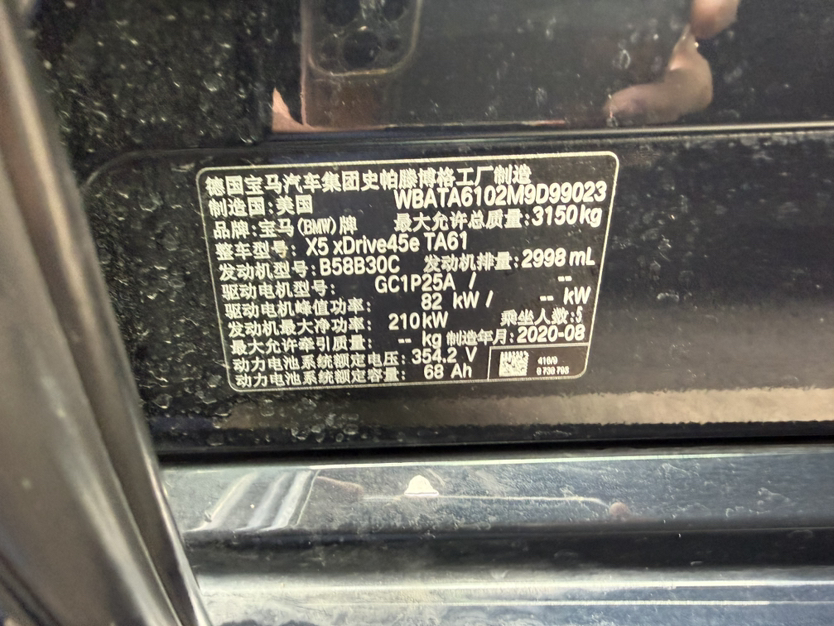 德国宝马汽车集团史帕滕博格工厂制造
制造国:美国 WBATA6102M9D99023
品牌:宝马(BMW)牌 最大允许总质量:3150kg
整车型号: X5 xDrive45e TA61
发动机型号:B58B30C 发动机排量:2998 mL
驱动电机型号: GC1P25A / --
驱动电机峰值功率: 82 kW / -- kW
发动机最大净功率: 210kW 乘坐人数:5
最大允许牵引质量: -- kg 制造年月:2020-08
动力电池系统额定电压: 354.2 V
动力电池系统额定容量: 68 Ah